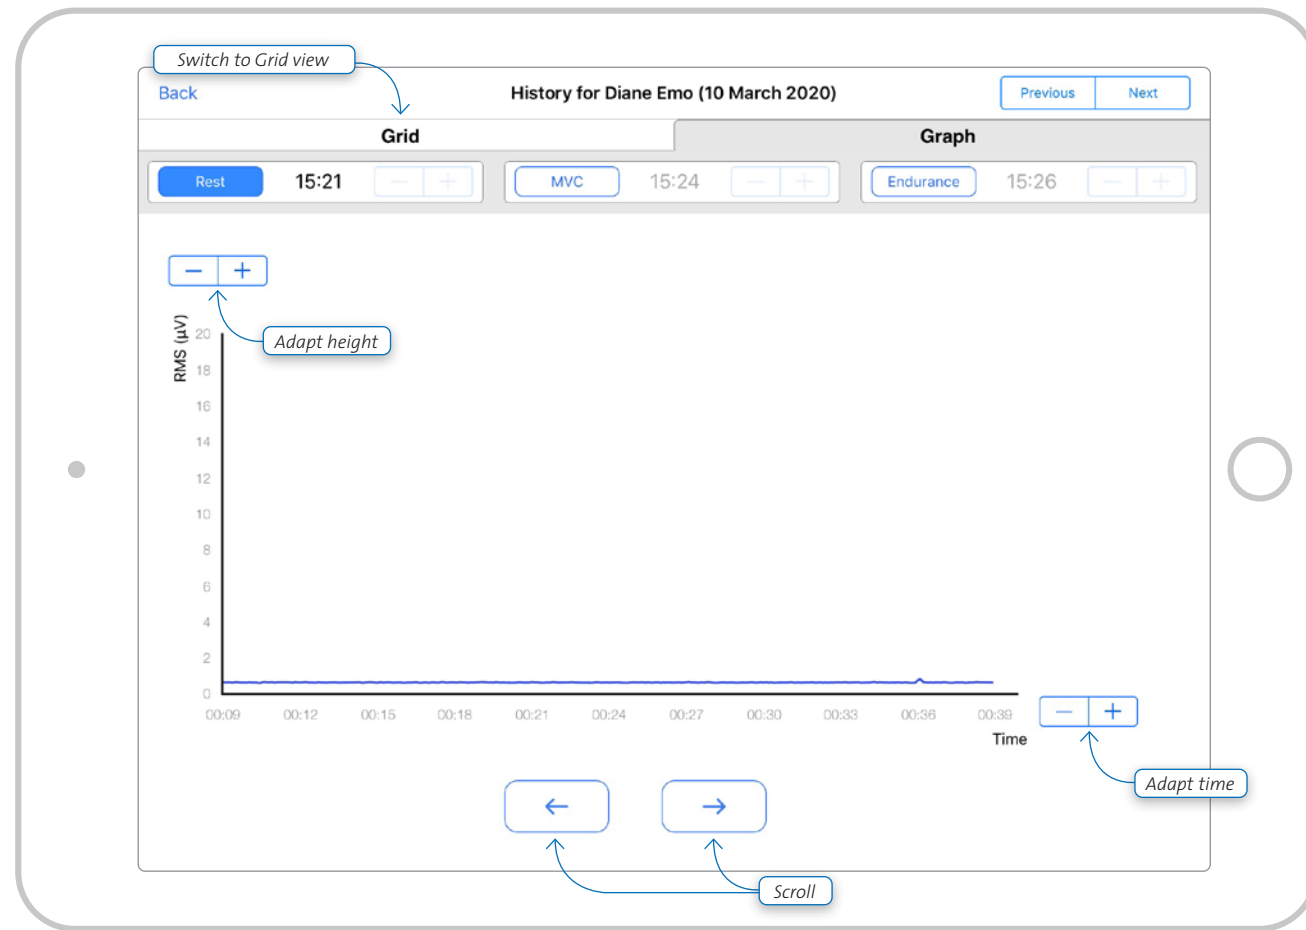 Switch to Grid view
Back
History for Diane Emo (10 March 2020)
Previous
Next
Grid
Graph
Rest
15:21
− +
MVC
15:24
− +
Endurance
15:26
− +
− +
Adapt height
RMS (µV)
20
18
16
14
12
10
8
6
4
2
0
00:09 00:12 00:15 00:18 00:21 00:24 00:27 00:30 00:33 00:36 00:39
− +
Time
Adapt time
← →
Scroll